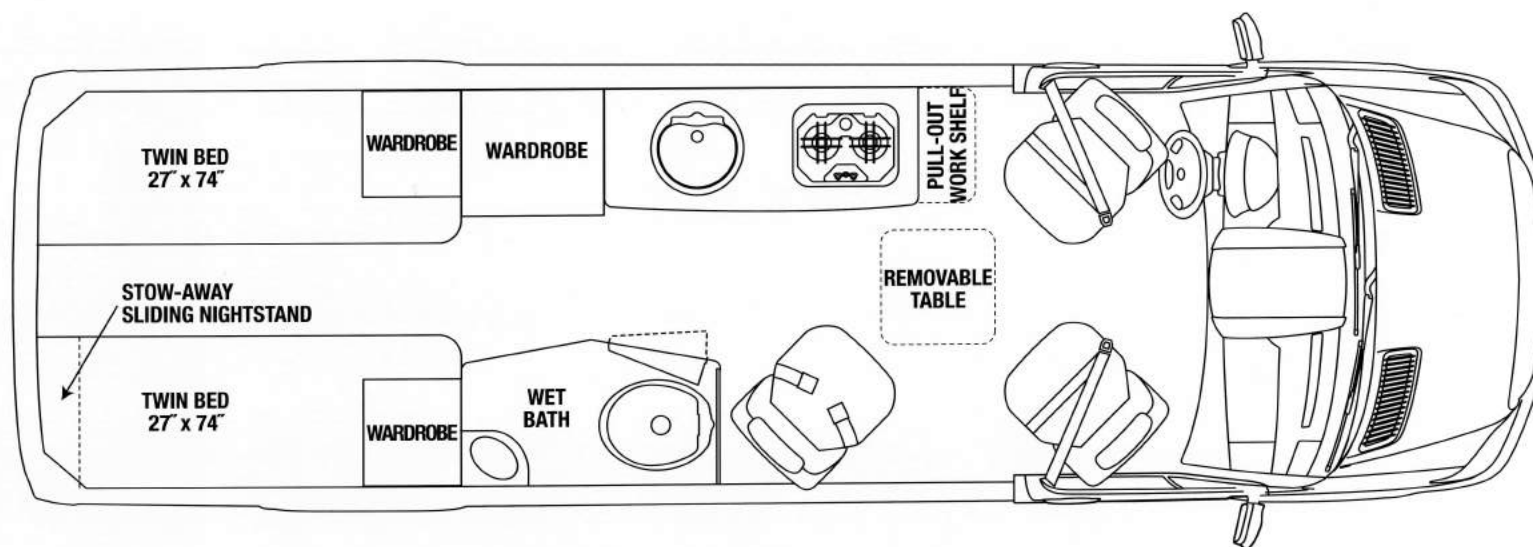 TWIN BED
27″ x 74″
WARDROBE
WARDROBE
PULL-OUT
WORK SHELF
REMOVABLE
TABLE
STOW-AWAY
SLIDING NIGHTSTAND
TWIN BED
27″ x 74″
WARDROBE
WET
BATH